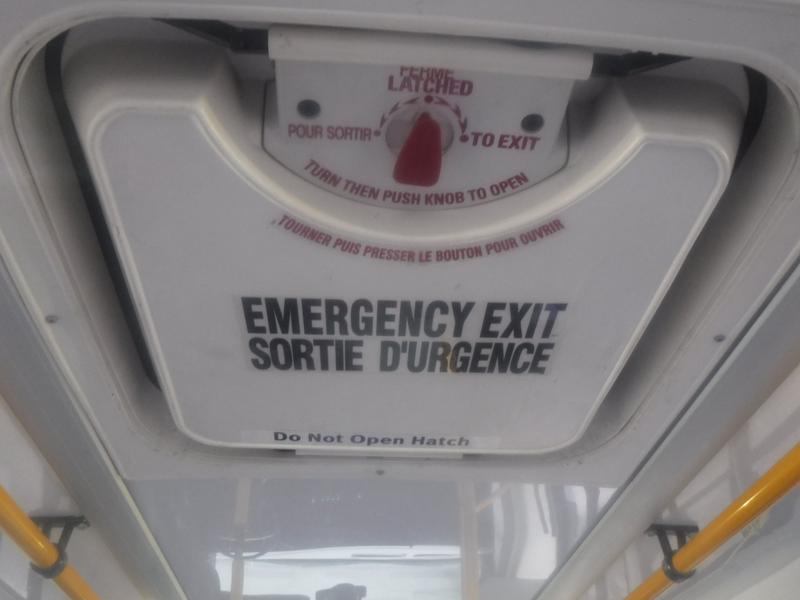 FERMÉ
LATCHED
POUR SORTIR
TO EXIT
TURN THEN PUSH KNOB TO OPEN
TOURNER PUIS PRESSER LE BOUTON POUR OUVRIR
EMERGENCY EXIT
SORTIE D'URGENCE
Do Not Open Hatch